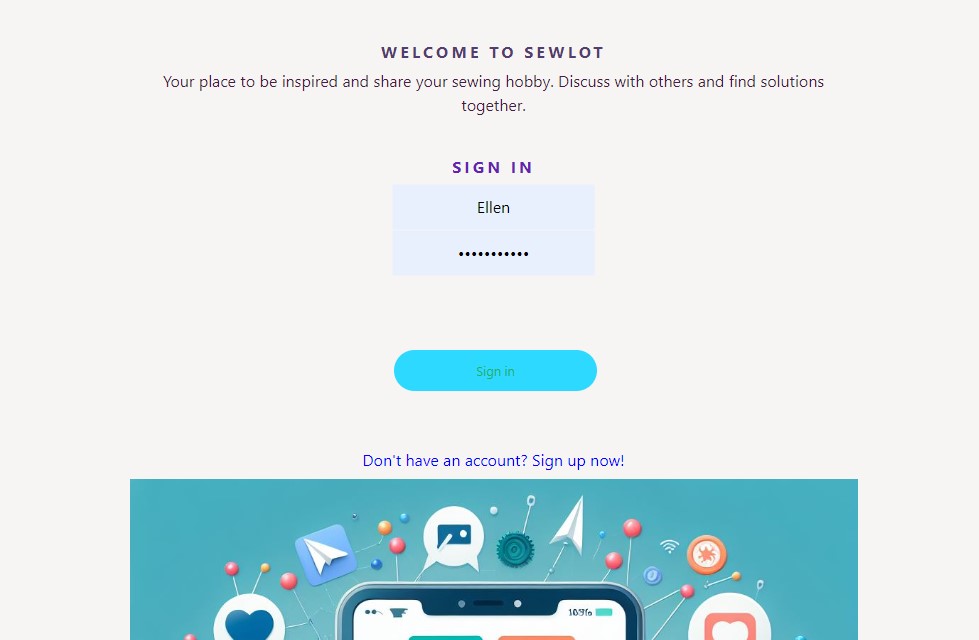 WELCOME TO SEWLOT
Your place to be inspired and share your sewing hobby. Discuss with others and find solutions
together.
SIGN IN
Ellen
•••••••••••
Sign in
Don't have an account? Sign up now!